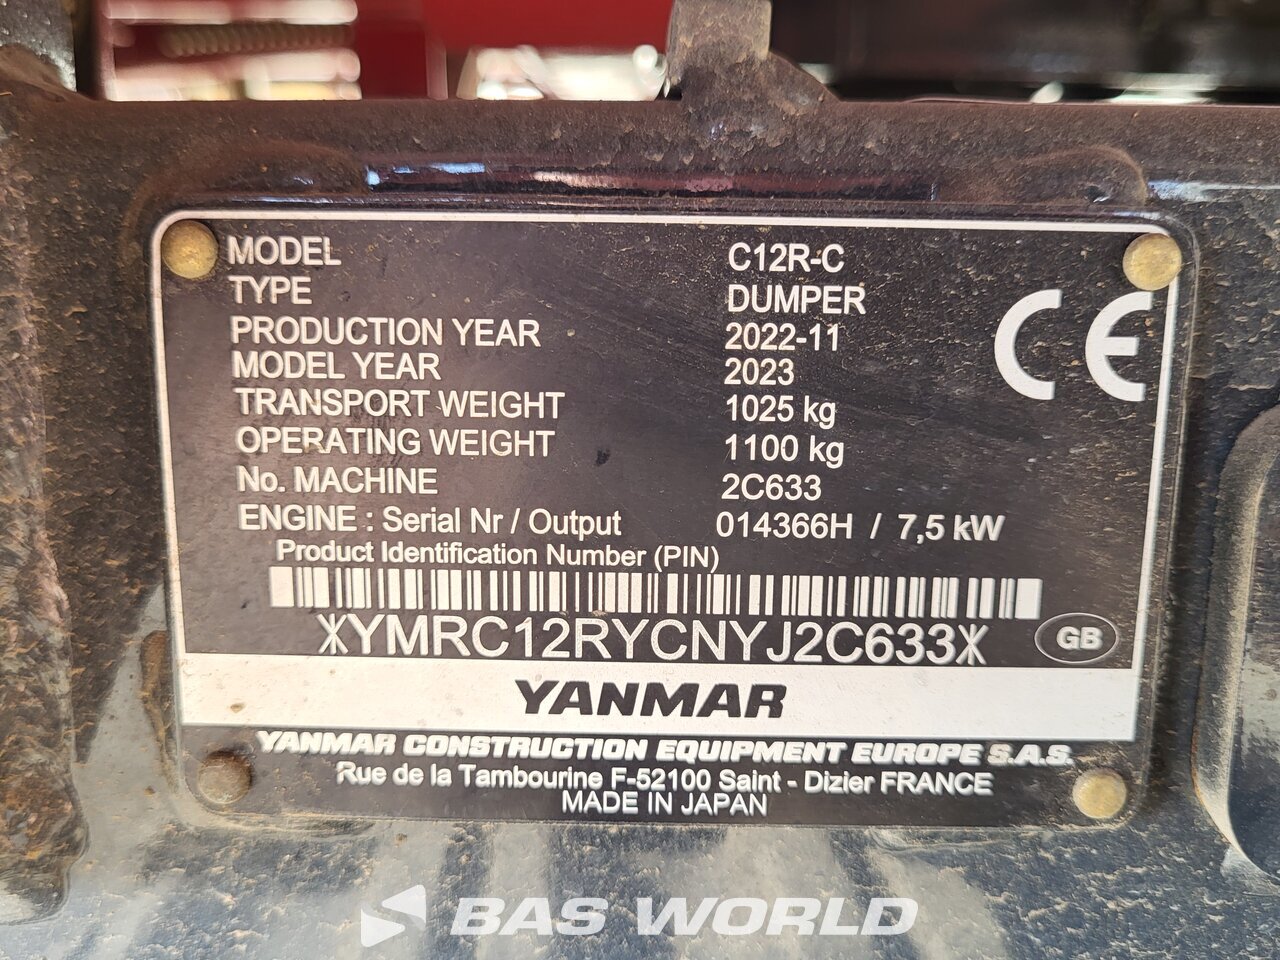 MODEL C12R-C
TYPE DUMPER
PRODUCTION YEAR 2022-11
MODEL YEAR 2023
TRANSPORT WEIGHT 1025 kg
OPERATING WEIGHT 1100 kg
No. MACHINE 2C633
ENGINE : Serial Nr / Output 014366H / 7,5 kW
CE
Product Identification Number (PIN)
YMRC12RYCNYJ2C633
GB
YANMAR
YANMAR CONSTRUCTION EQUIPMENT EUROPE S.A.S.
Rue de la Tambourine F-52100 Saint - Dizier FRANCE
MADE IN JAPAN
BAS WORLD